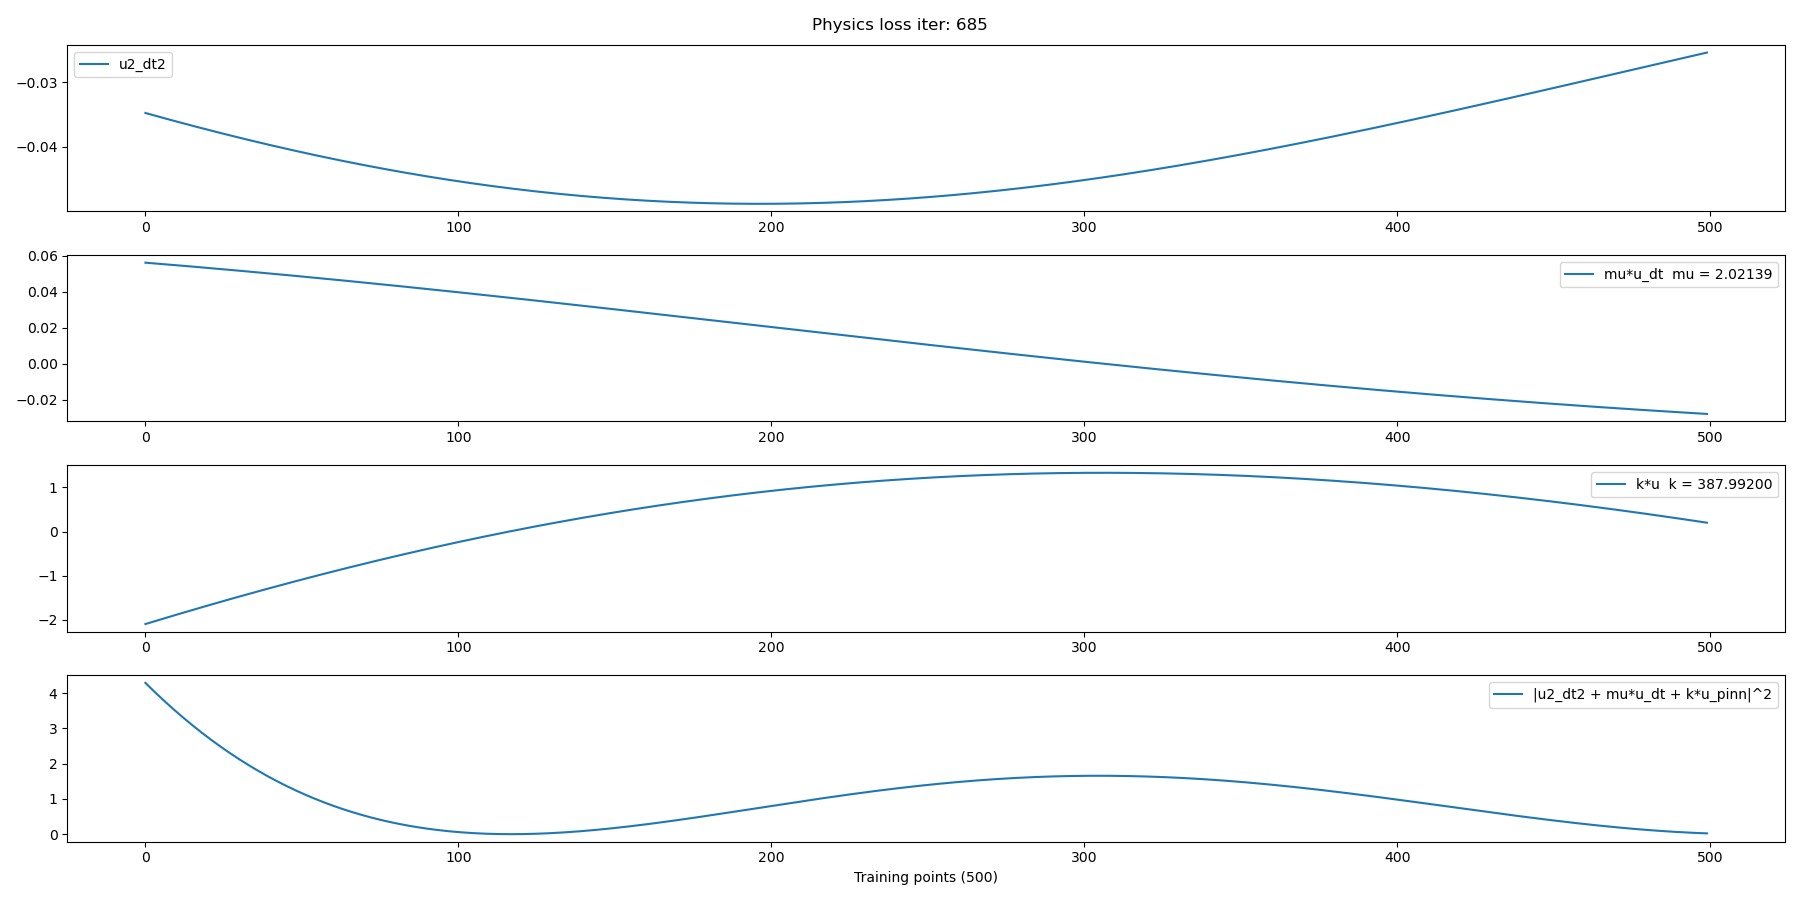 Physics loss iter: 685
u2_dt2
−0.03
−0.04
0 100 200 300 400 500
mu*u_dt  mu = 2.02139
0.06
0.04
0.02
0.00
−0.02
0 100 200 300 400 500
k*u  k = 387.99200
1
0
−1
−2
0 100 200 300 400 500
|u2_dt2 + mu*u_dt + k*u_pinn|^2
4
3
2
1
0
0 100 200 300 400 500
Training points (500)